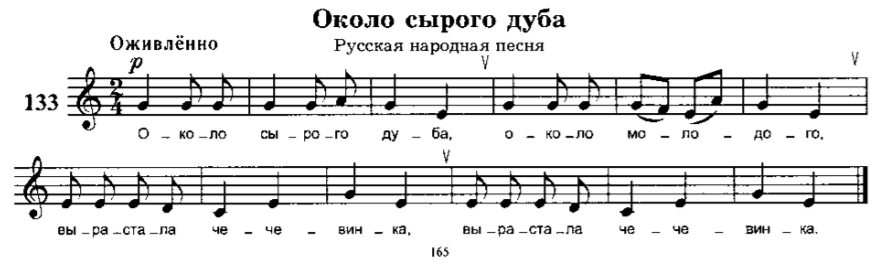 Около сырого дуба
Оживлённо
Русская народная песня
p
V
V
133
2
4
О – ко – ло сы – ро – го ду – ба, о – ко – ло мо – ло – до – го,
V
вы – ра – ста – ла че – че – вин – ка, вы – ра – ста – ла че – че – вин – ка.
165